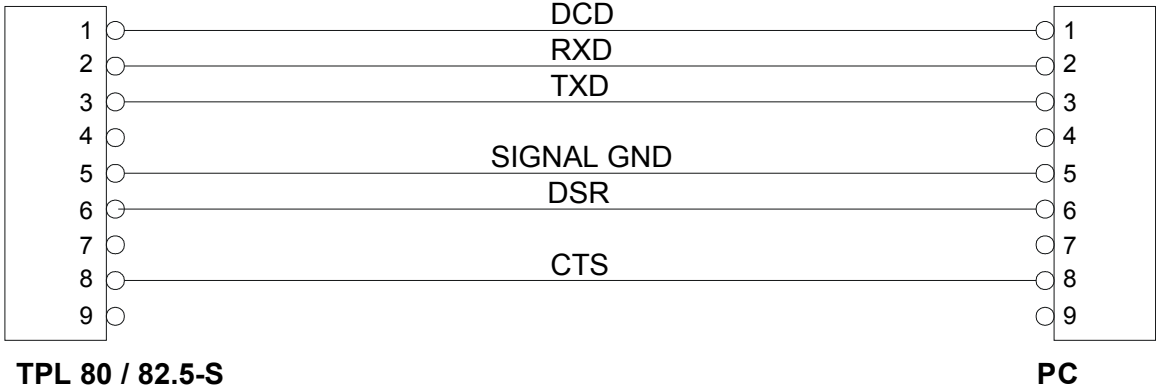 DCD
1 1
RXD
2 2
TXD
3 3
4 4
SIGNAL GND
5 5
DSR
6 6
7 7
CTS
8 8
9 9
TPL 80 / 82.5-S PC